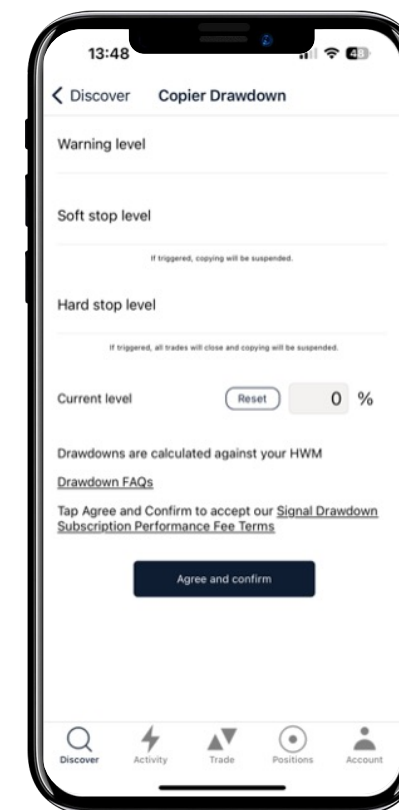 13:48
Discover Copier Drawdown
Warning level
Soft stop level
If triggered, copying will be suspended.
Hard stop level
If triggered, all trades will close and copying will be suspended.
Current level Reset 0 %
Drawdowns are calculated against your HWM
Drawdown FAQs
Tap Agree and Confirm to accept our Signal Drawdown
Subscription Performance Fee Terms
Agree and confirm
Discover Activity Trade Positions Account